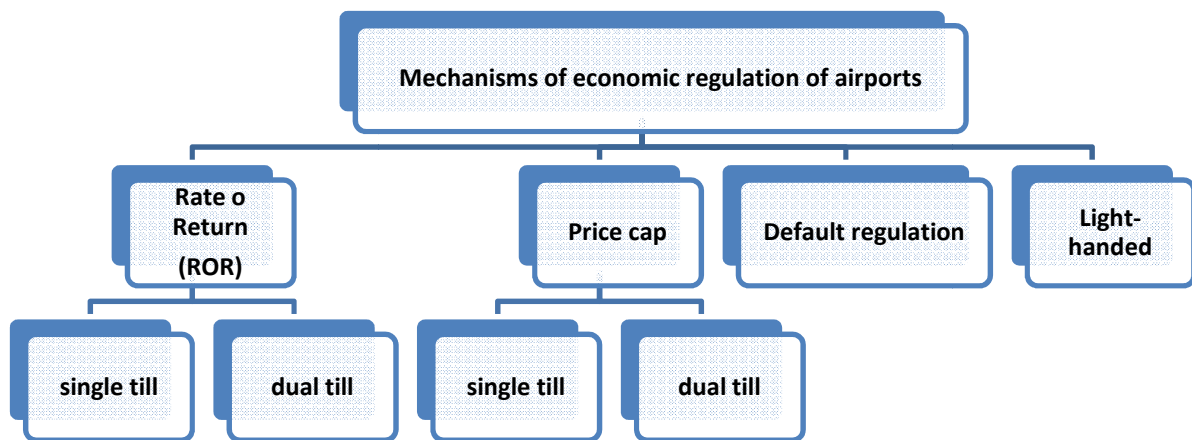 Mechanisms of economic regulation of airports
Rate o
Return
(ROR)
Price cap
Default regulation
Light-
handed
single till
dual till
single till
dual till